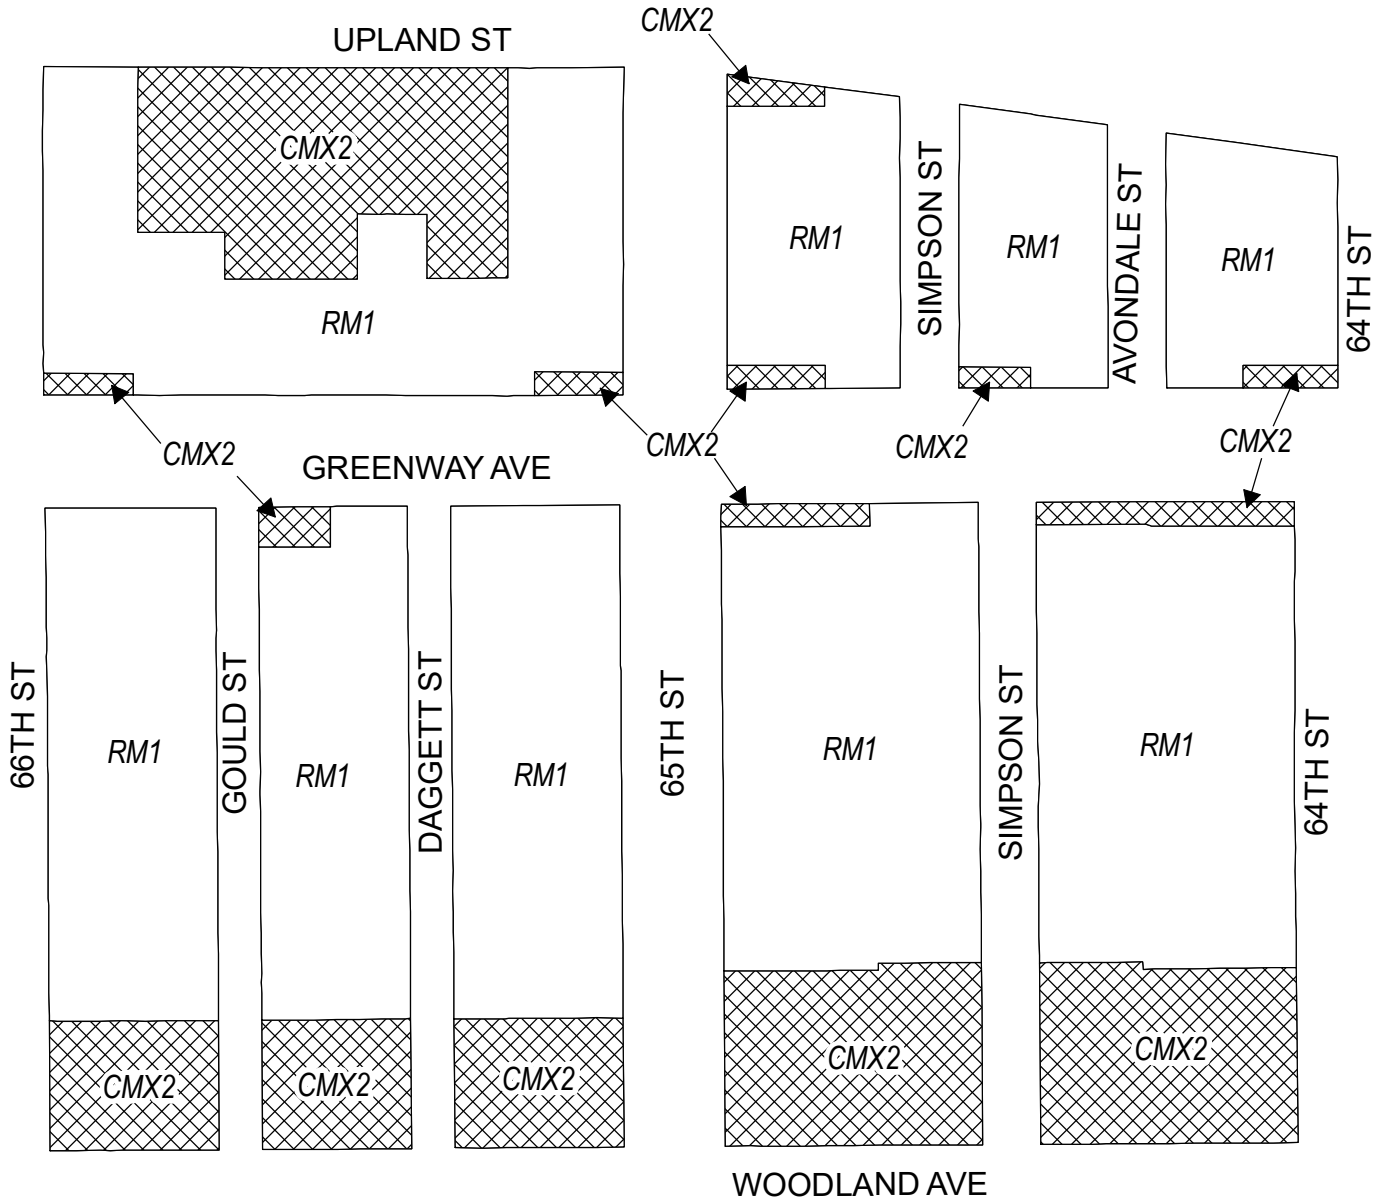 CMX2
UPLAND ST
CMX2
RM1
SIMPSON ST
RM1
AVONDALE ST
RM1
64TH ST
RM1
CMX2
CMX2
CMX2
CMX2
GREENWAY AVE
66TH ST
RM1
GOULD ST
RM1
DAGGETT ST
RM1
65TH ST
RM1
SIMPSON ST
RM1
64TH ST
CMX2
CMX2
CMX2
CMX2
CMX2
WOODLAND AVE